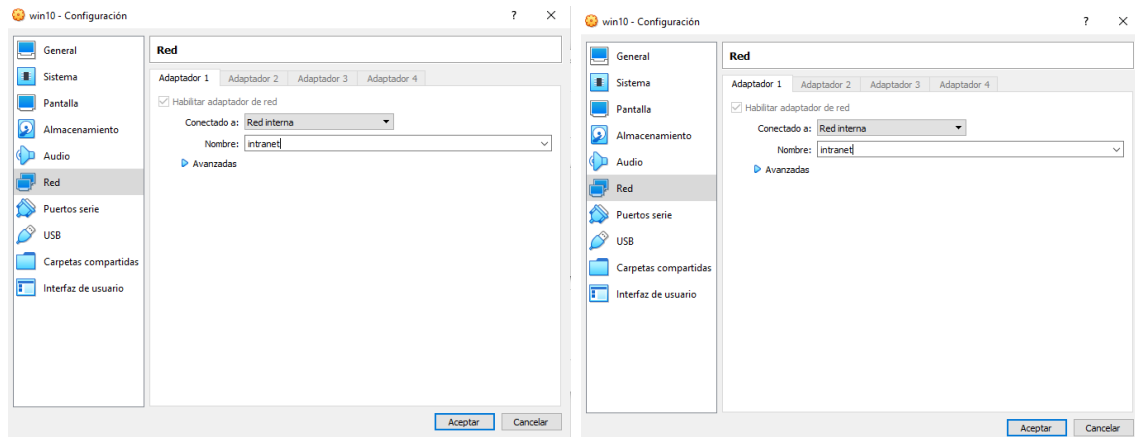 win10 - Configuración
General
Sistema
Pantalla
Almacenamiento
Audio
Red
Puertos serie
USB
Carpetas compartidas
Interfaz de usuario
Red
Adaptador 1 Adaptador 2 Adaptador 3 Adaptador 4
Habilitar adaptador de red
Conectado a: Red interna
Nombre: intranet
Avanzadas
Aceptar Cancelar
win10 - Configuración
General
Sistema
Pantalla
Almacenamiento
Audio
Red
Puertos serie
USB
Carpetas compartidas
Interfaz de usuario
Red
Adaptador 1 Adaptador 2 Adaptador 3 Adaptador 4
Habilitar adaptador de red
Conectado a: Red interna
Nombre: intranet
Avanzadas
Aceptar Cancelar